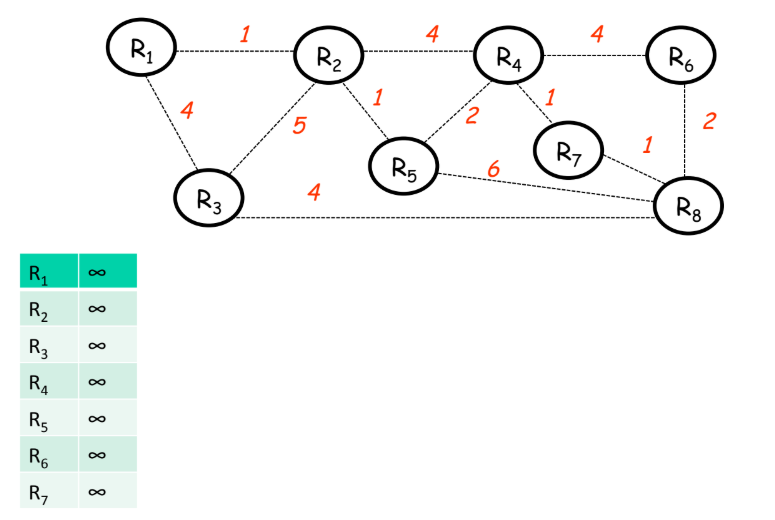 1 4 4
R1 R2 R4 R6
4 5 1 2 1 2
R5 6 R7 1
R3 4 R8
R1 ∞
R2 ∞
R3 ∞
R4 ∞
R5 ∞
R6 ∞
R7 ∞